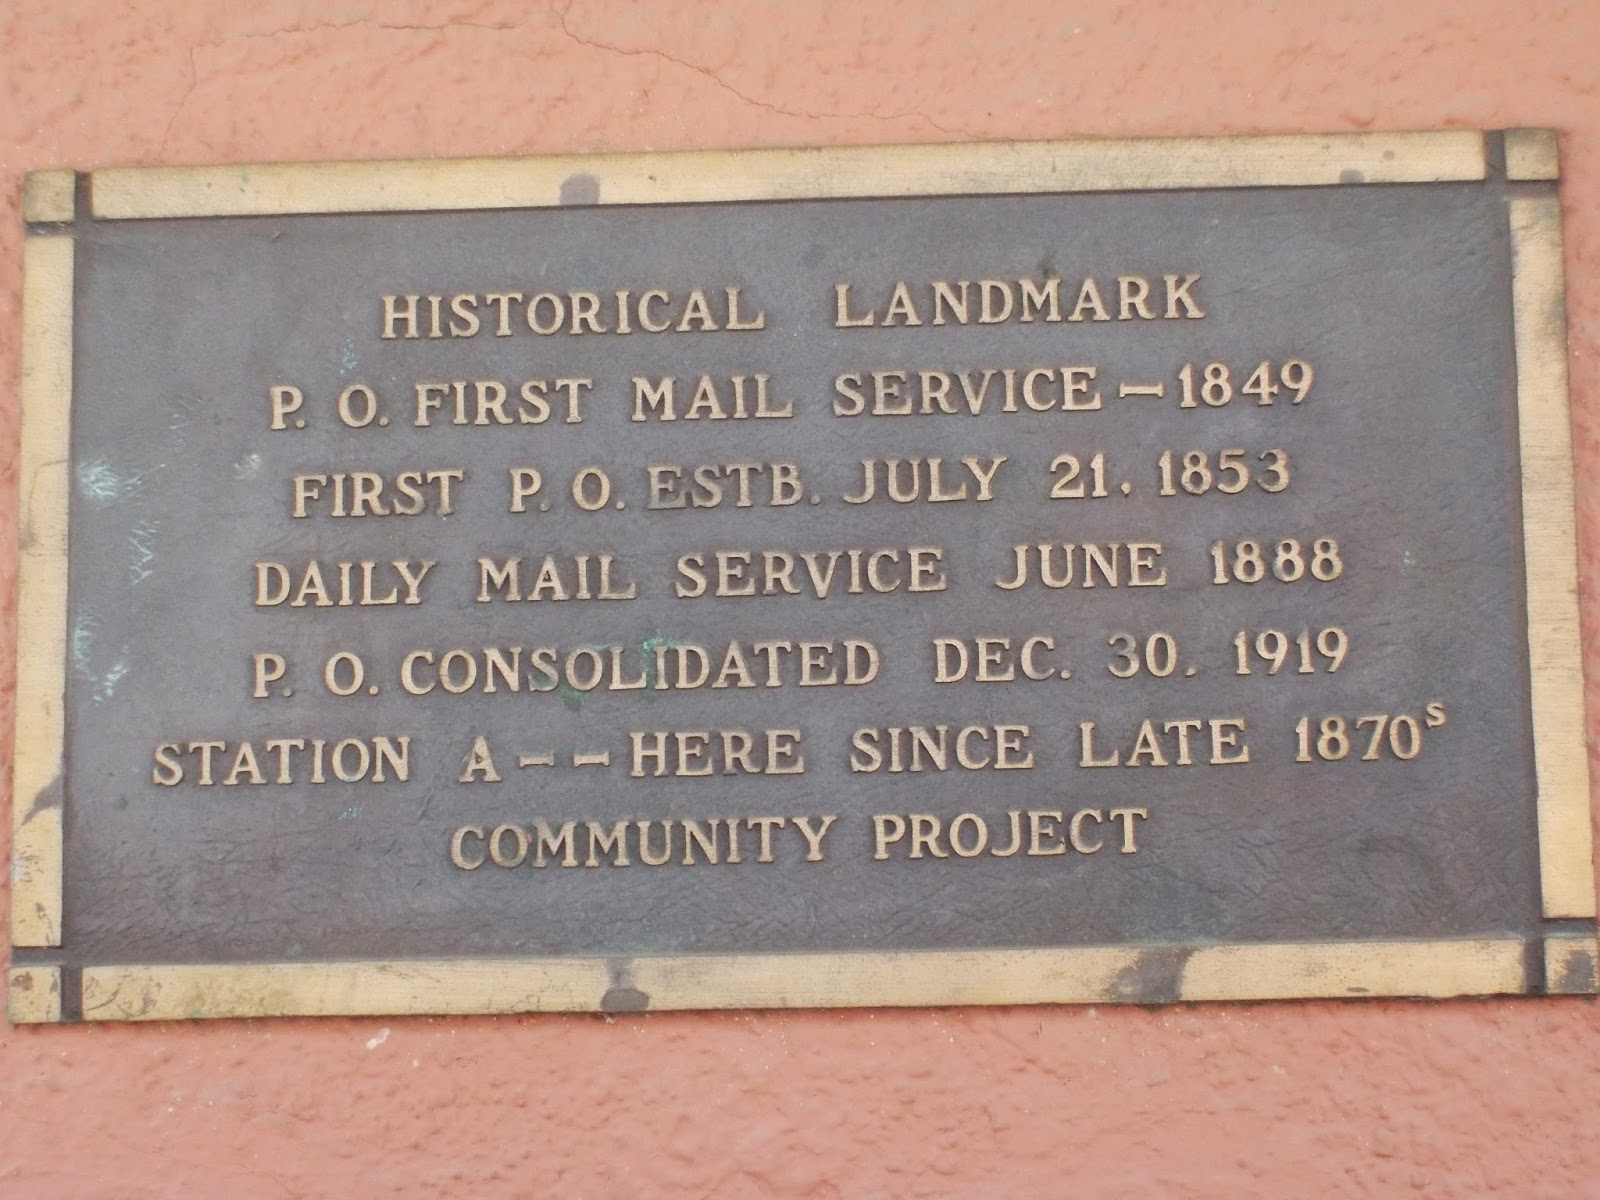 HISTORICAL LANDMARK
P. O. FIRST MAIL SERVICE – 1849
FIRST P. O. ESTB. JULY 21. 1853
DAILY MAIL SERVICE JUNE 1888
P. O. CONSOLIDATED DEC. 30. 1919
STATION A – – HERE SINCE LATE 1870s
COMMUNITY PROJECT